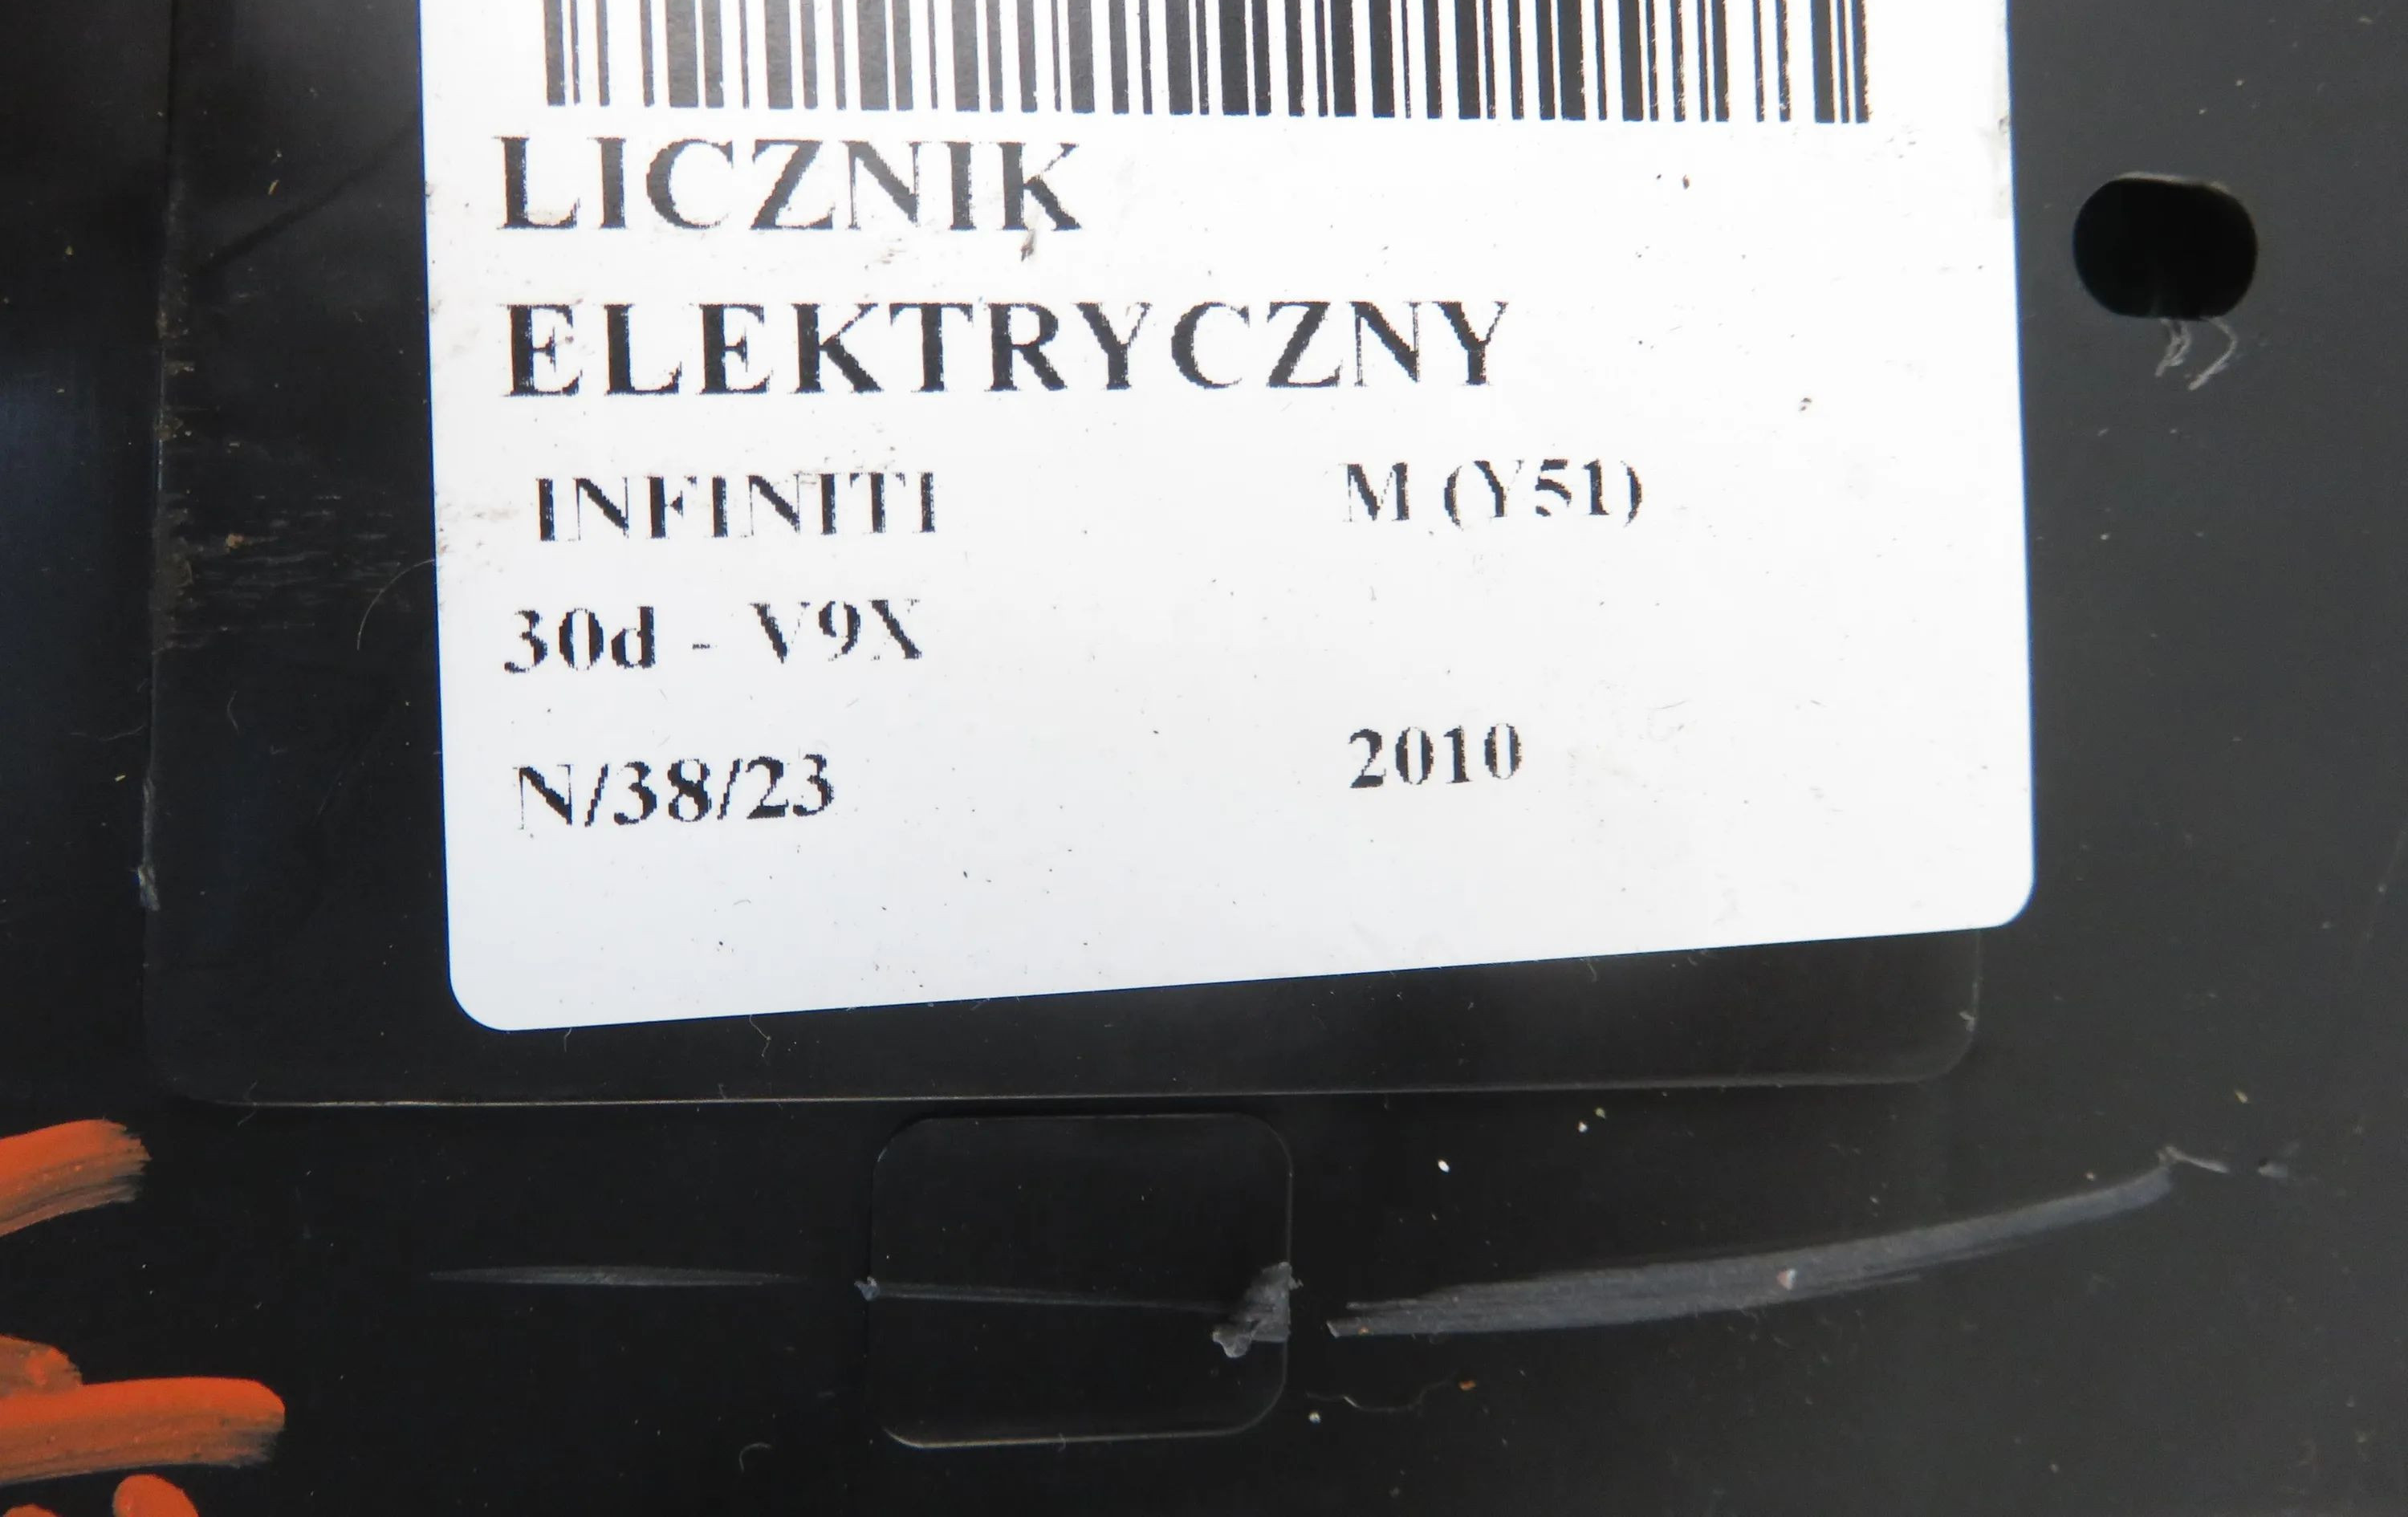 LICZNIK
ELEKTRYCZNY
INFINITI M (Y51)
30d - V9X
N/38/23 2010